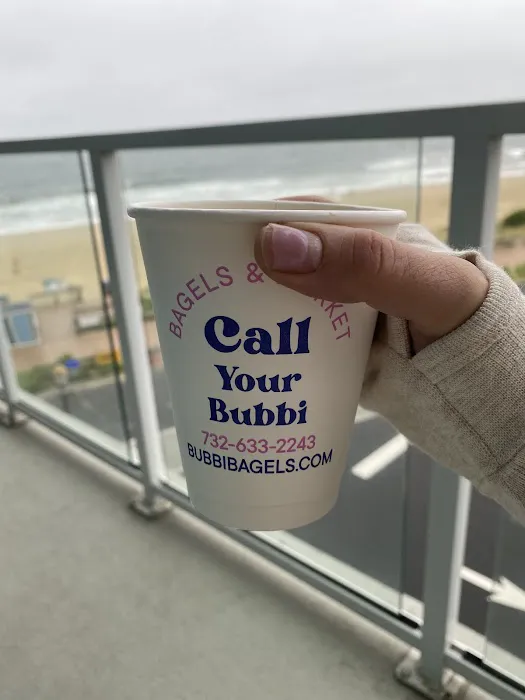 BAGELS &
Call
Your
Bubbi
732-633-2243
BUBBIBAGELS.COM